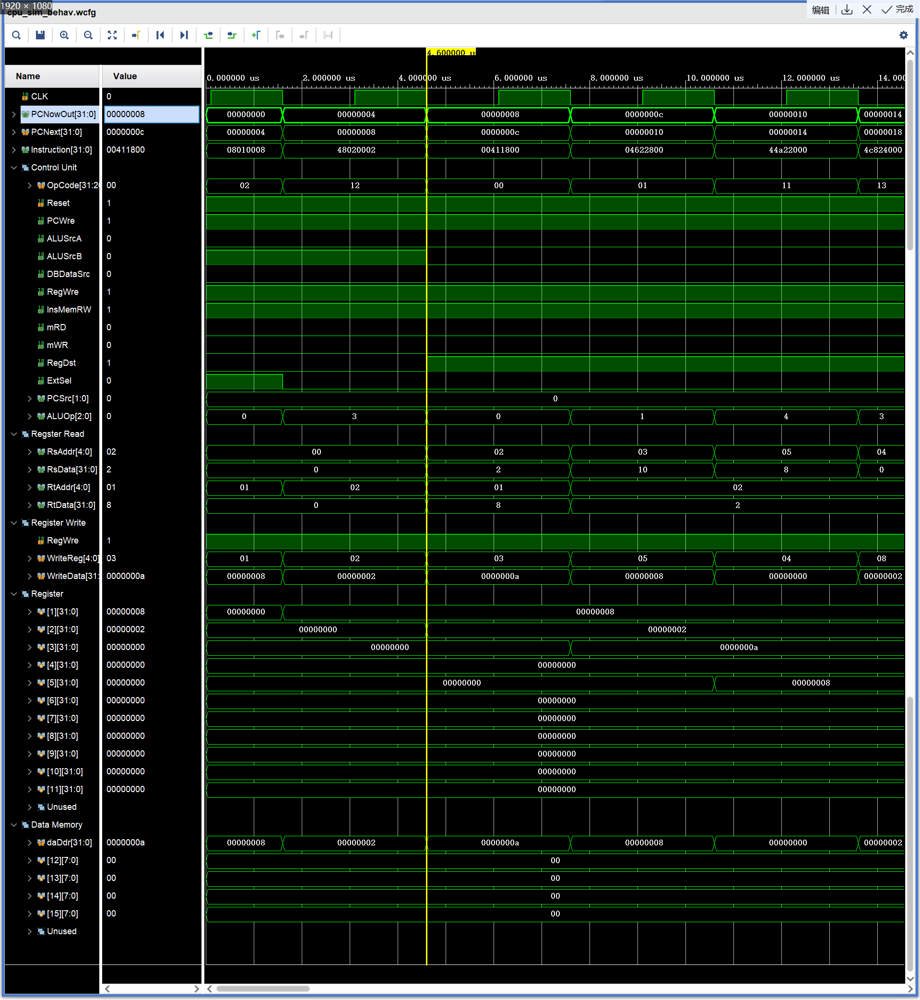 1920 × 1080
cpu_sim_behav.wcfg
编辑 完成
4.600000 u
Name Value
0.000000 us 2.000000 us 4.000000 us 6.000000 us 8.000000 us 10.000000 us 12.000000 us 14.000
CLK 0
PCNowOut[31:0] 00000008 00000000 00000004 00000008 0000000c 00000010 00000014
PCNext[31:0] 0000000c 00000004 00000008 0000000c 00000010 00000014 00000018
Instruction[31:0] 00411800 08010008 48020002 00411800 04622800 44a22000 4c824000
Control Unit
OpCode[31:2 00 02 12 00 01 11 13
Reset 1
PCWre 1
ALUSrcA 0
ALUSrcB 0
DBDataSrc 0
RegWre 1
InsMemRW 1
mRD 0
mWR 0
RegDst 1
ExtSel 0
PCSrc[1:0] 0 0
ALUOp[2:0] 0 0 3 0 1 4 3
Regster Read
RsAddr[4:0] 02 00 02 03 05 04
RsData[31:0] 2 0 2 10 8 0
RtAddr[4:0] 01 01 02 01 02
RtData[31:0] 8 0 8 2
Register Write
RegWre 1
WriteReg[4:0] 03 01 02 03 05 04 08
WriteData[31: 0000000a 00000008 00000002 0000000a 00000008 00000000 00000002
Register
[1][31:0] 00000008 00000000 00000008
[2][31:0] 00000002 00000000 00000002
[3][31:0] 00000000 00000000 0000000a
[4][31:0] 00000000 00000000
[5][31:0] 00000000 00000000 00000008
[6][31:0] 00000000 00000000
[7][31:0] 00000000 00000000
[8][31:0] 00000000 00000000
[9][31:0] 00000000 00000000
[10][31:0] 00000000 00000000
[11][31:0] 00000000 00000000
Unused
Data Memory
daDdr[31:0] 0000000a 00000008 00000002 0000000a 00000008 00000000 00000002
[12][7:0] 00 00
[13][7:0] 00 00
[14][7:0] 00 00
[15][7:0] 00 00
Unused